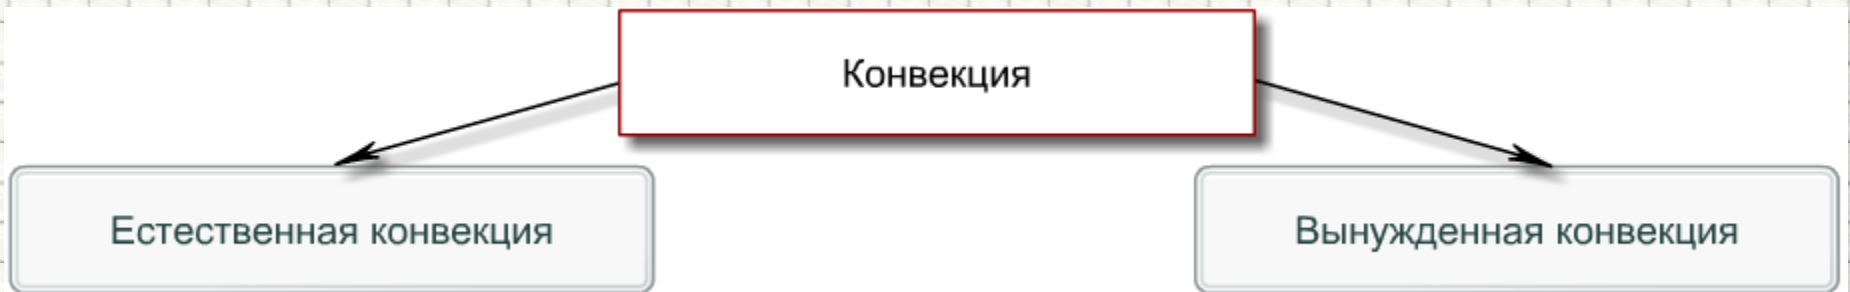 Конвекция
Естественная конвекция
Вынужденная конвекция